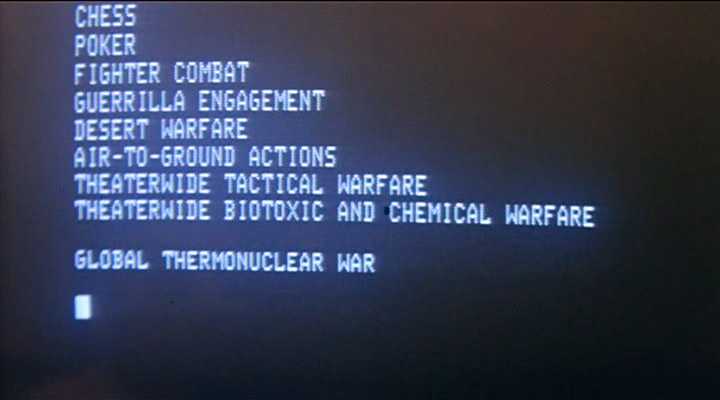 CHESS
POKER
FIGHTER COMBAT
GUERRILLA ENGAGEMENT
DESERT WARFARE
AIR-TO-GROUND ACTIONS
THEATERWIDE TACTICAL WARFARE
THEATERWIDE BIOTOXIC AND CHEMICAL WARFARE
GLOBAL THERMONUCLEAR WAR